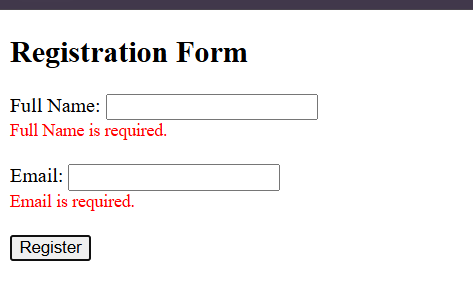 Registration Form
Full Name:
Full Name is required.
Email:
Email is required.
Register